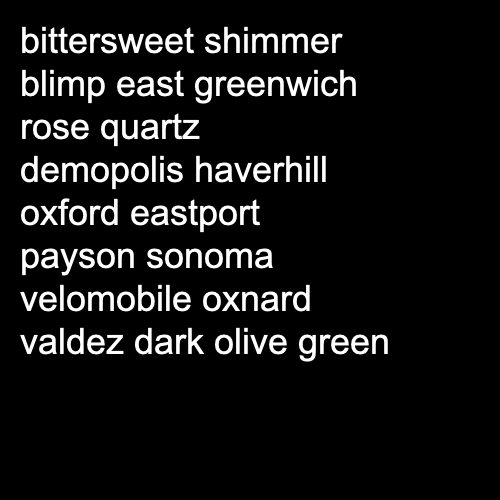 bittersweet shimmer
blimp east greenwich
rose quartz
demopolis haverhill
oxford eastport
payson sonoma
velomobile oxnard
valdez dark olive green